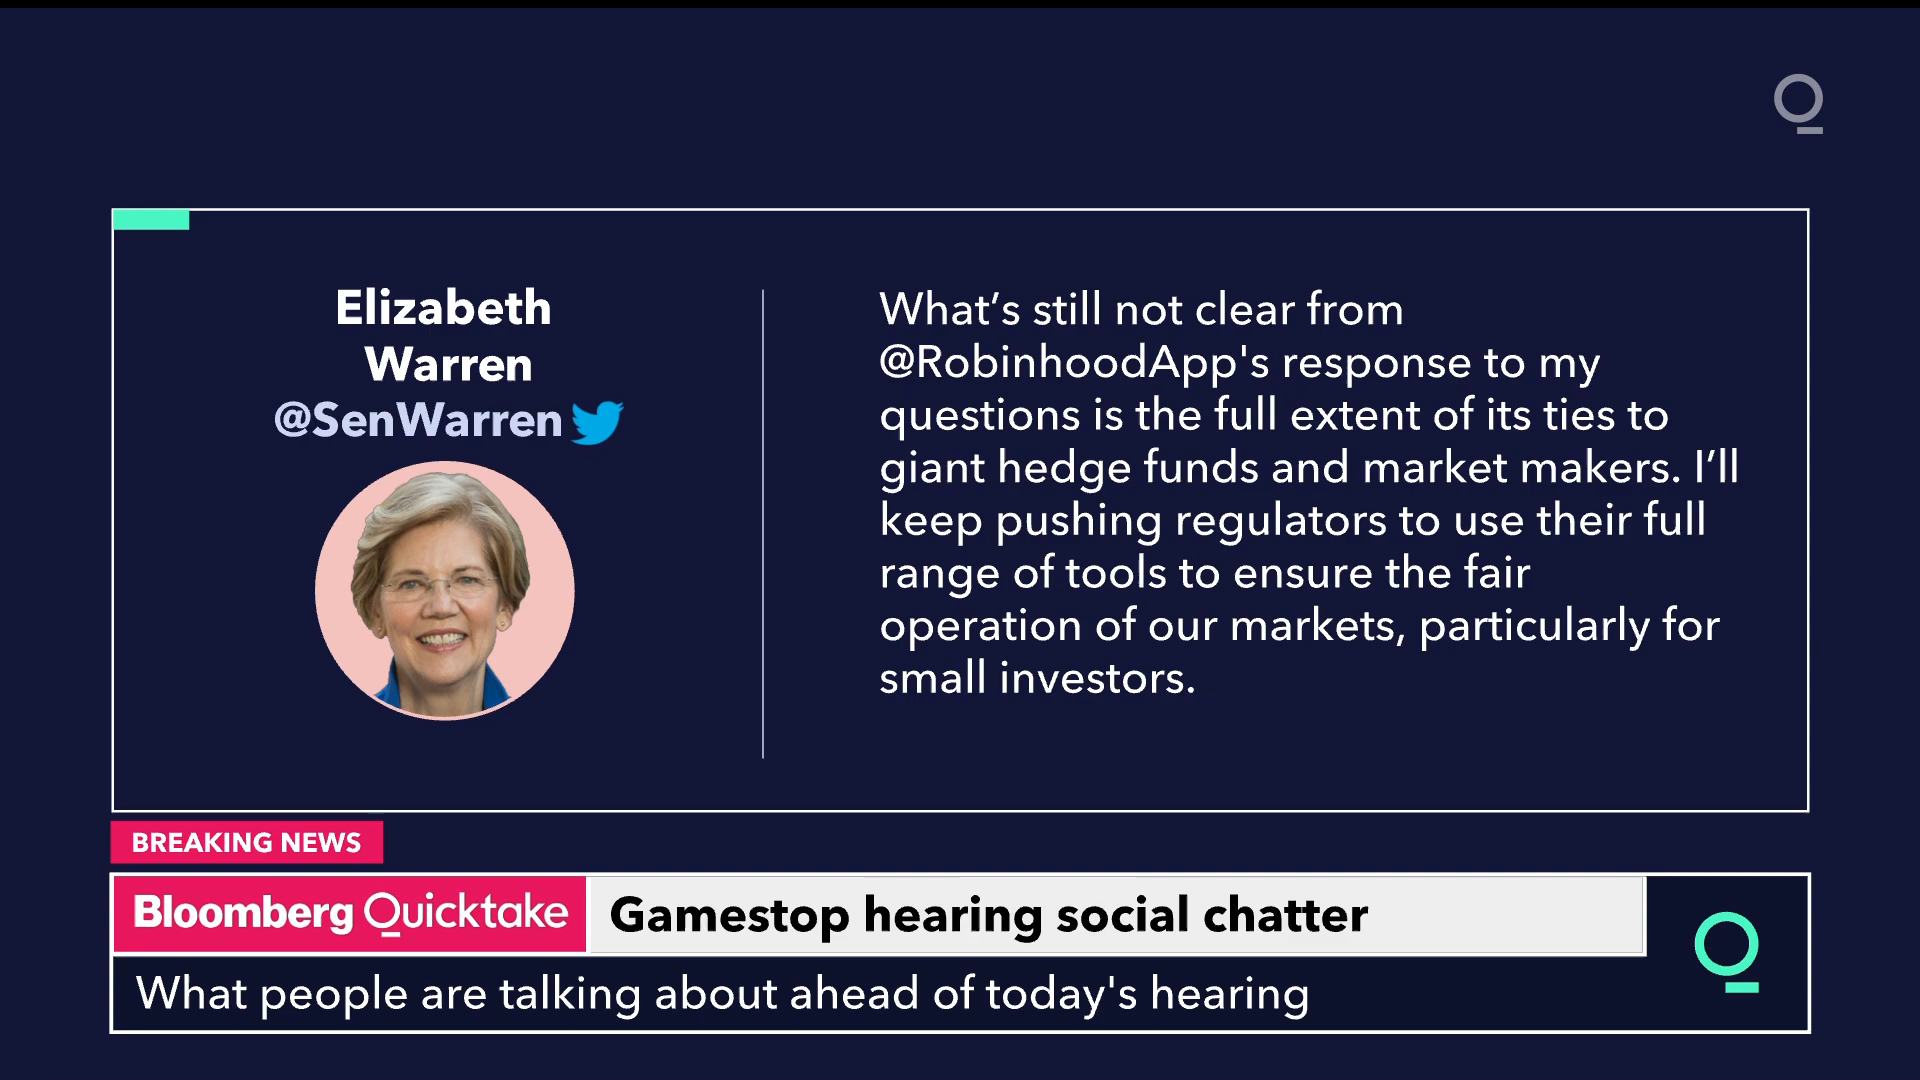 Elizabeth
Warren
@SenWarren
What’s still not clear from
@RobinhoodApp's response to my
questions is the full extent of its ties to
giant hedge funds and market makers. I’ll
keep pushing regulators to use their full
range of tools to ensure the fair
operation of our markets, particularly for
small investors.
BREAKING NEWS
Bloomberg Quicktake
Gamestop hearing social chatter
What people are talking about ahead of today's hearing